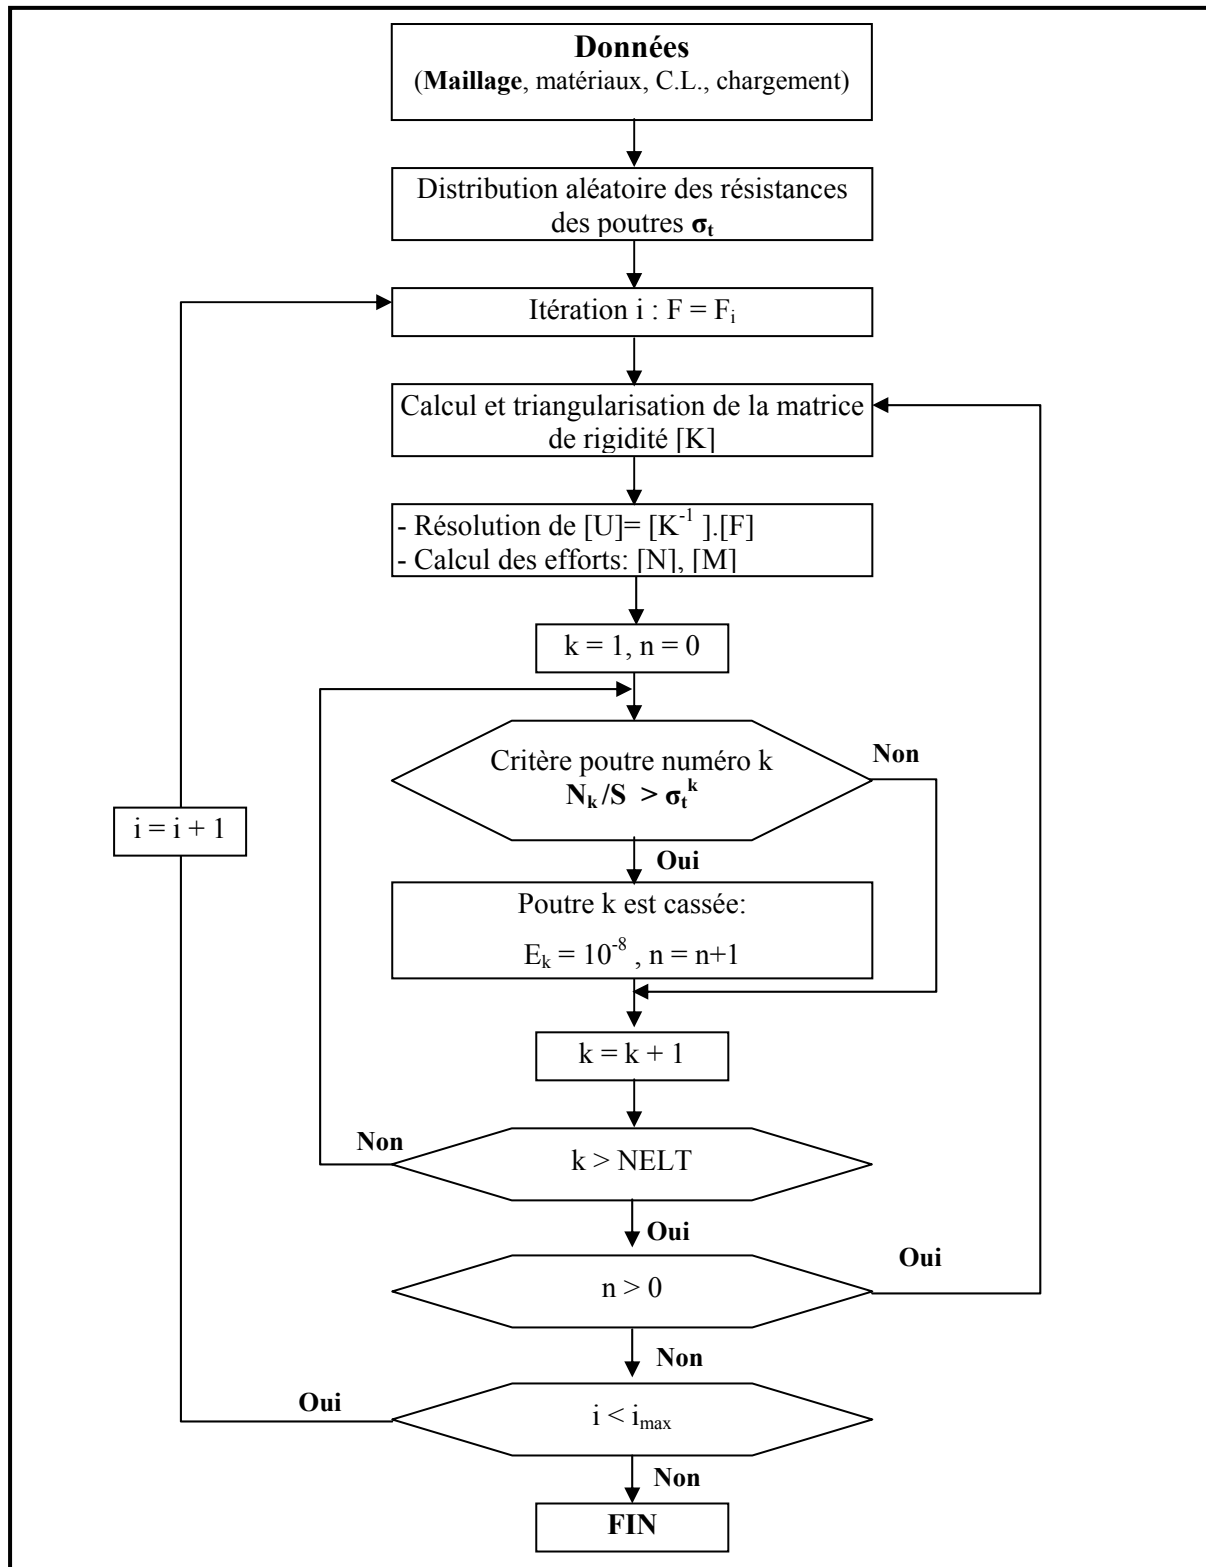 Données
(Maillage, matériaux, C.L., chargement)
Distribution aléatoire des résistances
des poutres σt
Itération i : F = Fi
Calcul et triangularisation de la matrice
de rigidité [K]
- Résolution de [U]= [K-1 ].[F]
- Calcul des efforts: [N], [M]
k = 1, n = 0
Critère poutre numéro k
Nk /S > σtk
Non
Oui
i = i + 1
Poutre k est cassée:
Ek = 10-8 , n = n+1
k = k + 1
Non
k > NELT
Oui
Oui
n > 0
Non
Oui
i < imax
Non
FIN